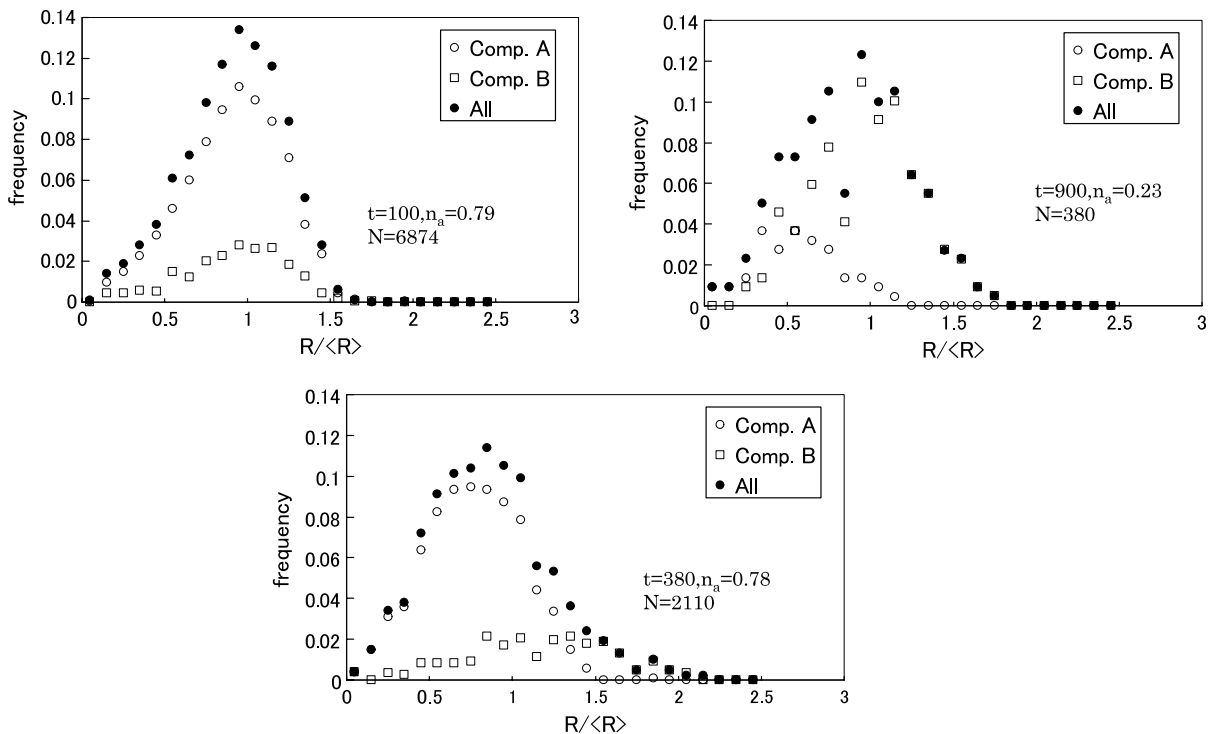 0.14
0.12
0.1
0.08
0.06
0.04
0.02
0
frequency
0 0.5 1 1.5 2 2.5 3
R/<R>
Comp. A
Comp. B
All
t=100,nₐ=0.79
N=6874
0.14
0.12
0.1
0.08
0.06
0.04
0.02
0
frequency
0 0.5 1 1.5 2 2.5 3
R/<R>
Comp. A
Comp. B
All
t=900,nₐ=0.23
N=380
0.14
0.12
0.1
0.08
0.06
0.04
0.02
0
frequency
0 0.5 1 1.5 2 2.5 3
R/<R>
Comp. A
Comp. B
All
t=380,nₐ=0.78
N=2110